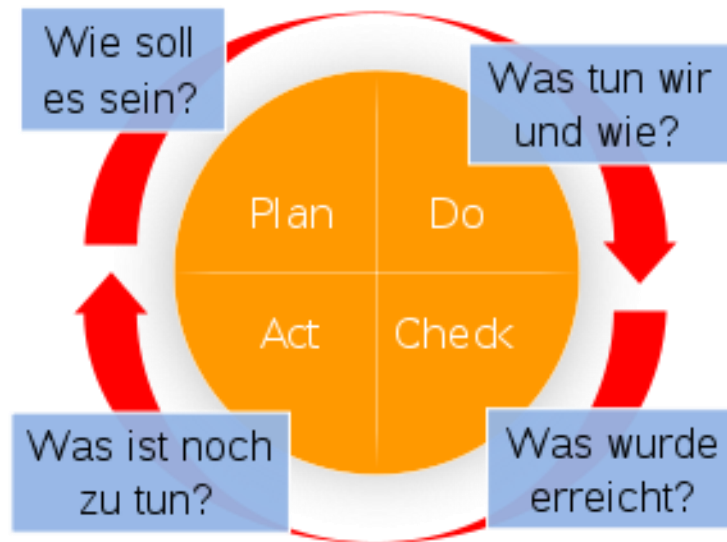 Wie soll
es sein?
Was tun wir
und wie?
Plan
Do
Act
Check
Was ist noch
zu tun?
Was wurde
erreicht?